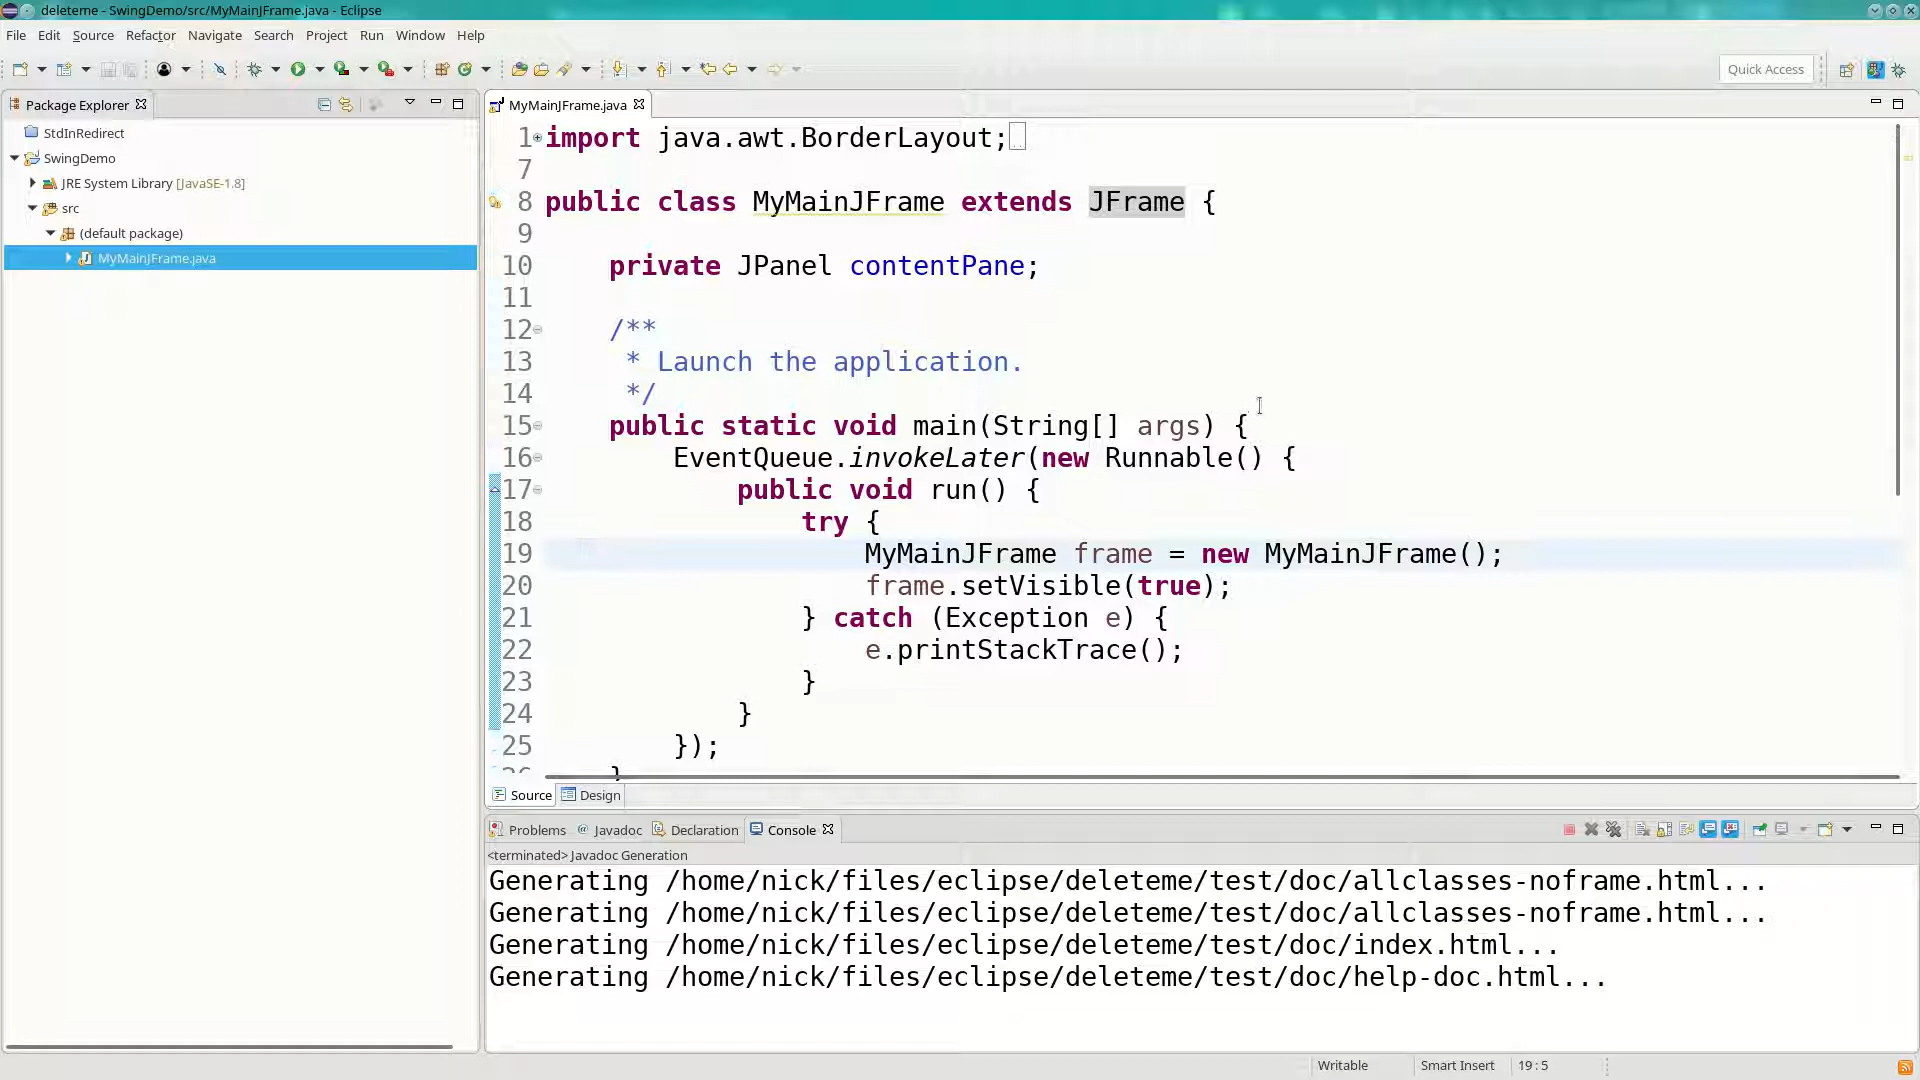 deleteme - SwingDemo/src/MyMainJFrame.java - Eclipse
File Edit Source Refactor Navigate Search Project Run Window Help
Quick Access
Package Explorer
StdInRedirect
SwingDemo
JRE System Library [JavaSE-1.8]
src
(default package)
MyMainJFrame.java
MyMainJFrame.java
1 import java.awt.BorderLayout;
7
8 public class MyMainJFrame extends JFrame {
9
10 private JPanel contentPane;
11
12 /**
13 * Launch the application.
14 */
15 public static void main(String[] args) {
16 EventQueue.invokeLater(new Runnable() {
17 public void run() {
18 try {
19 MyMainJFrame frame = new MyMainJFrame();
20 frame.setVisible(true);
21 } catch (Exception e) {
22 e.printStackTrace();
23 }
24 }
25 });
26 }
Source Design
Problems Javadoc Declaration Console
<terminated> Javadoc Generation
Generating /home/nick/files/eclipse/deleteme/test/doc/allclasses-noframe.html...
Generating /home/nick/files/eclipse/deleteme/test/doc/allclasses-noframe.html...
Generating /home/nick/files/eclipse/deleteme/test/doc/index.html...
Generating /home/nick/files/eclipse/deleteme/test/doc/help-doc.html...
Writable Smart Insert 19 : 5